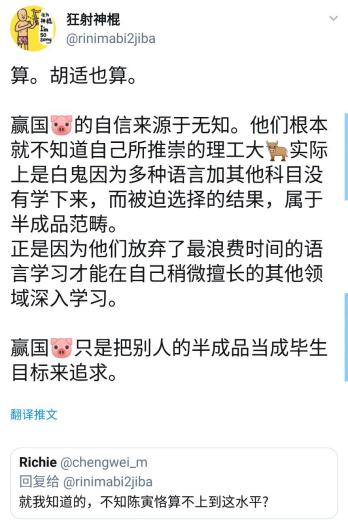 狂射神棍
@rinimabi2jiba
算。胡适也算。
赢国🐷的自信来源于无知。他们根本
就不知道自己所推崇的理工大🐂实际
上是白鬼因为多种语言加其他科目没
有学下来，而被迫选择的结果，属于
半成品范畴。
正是因为他们放弃了最浪费时间的语
言学习才能在自己稍微擅长的其他领
域深入学习。
赢国🐷只是把别人的半成品当成毕生
目标来追求。
翻译推文
Richie @chengwei_m
回复给 @rinimabi2jiba
就我知道的，不知陈寅恪算不上到这水平?